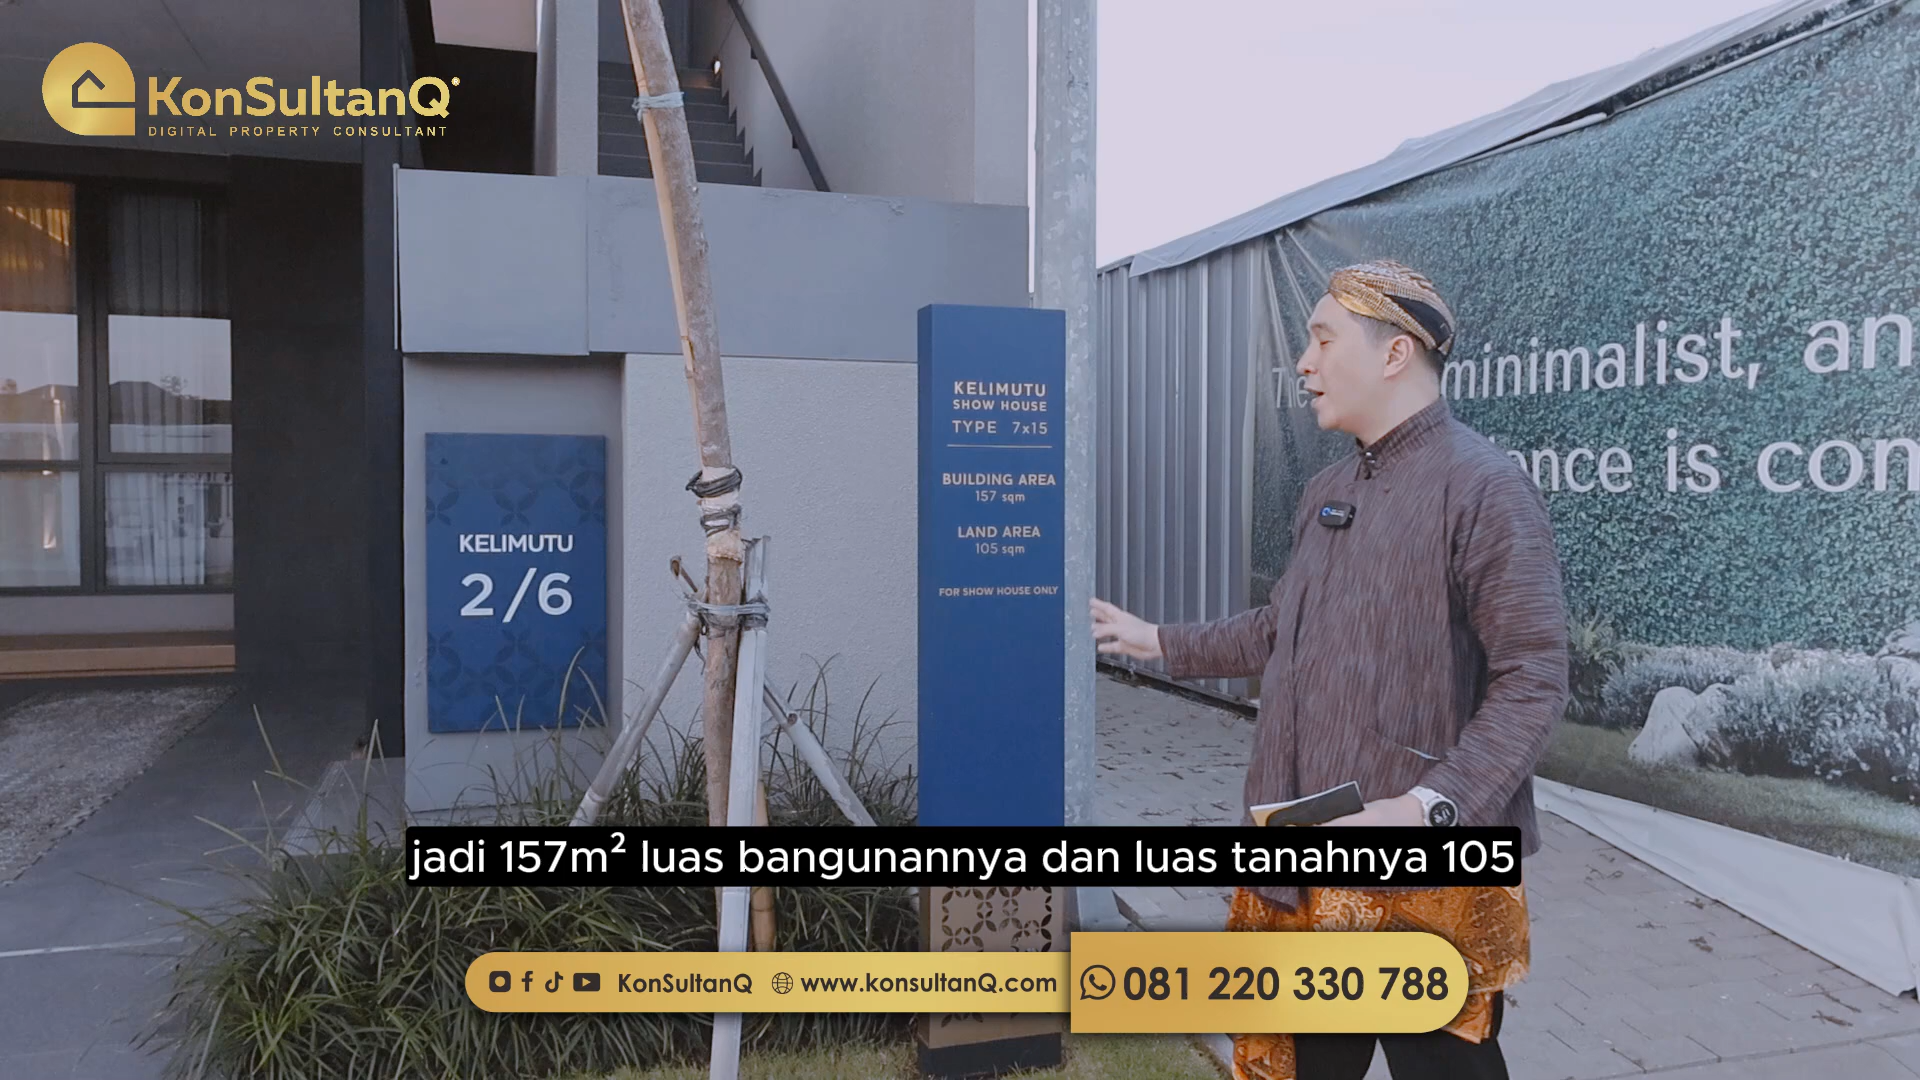 KonSultanQ
DIGITAL PROPERTY CONSULTANT
KELIMUTU
SHOW HOUSE
TYPE 7x15
BUILDING AREA
157 sqm
LAND AREA
105 sqm
FOR SHOW HOUSE ONLY
KELIMUTU
2/6
minimalist, an
ence is con
jadi 157m² luas bangunannya dan luas tanahnya 105
KonSultanQ www.konsultanQ.com 081 220 330 788